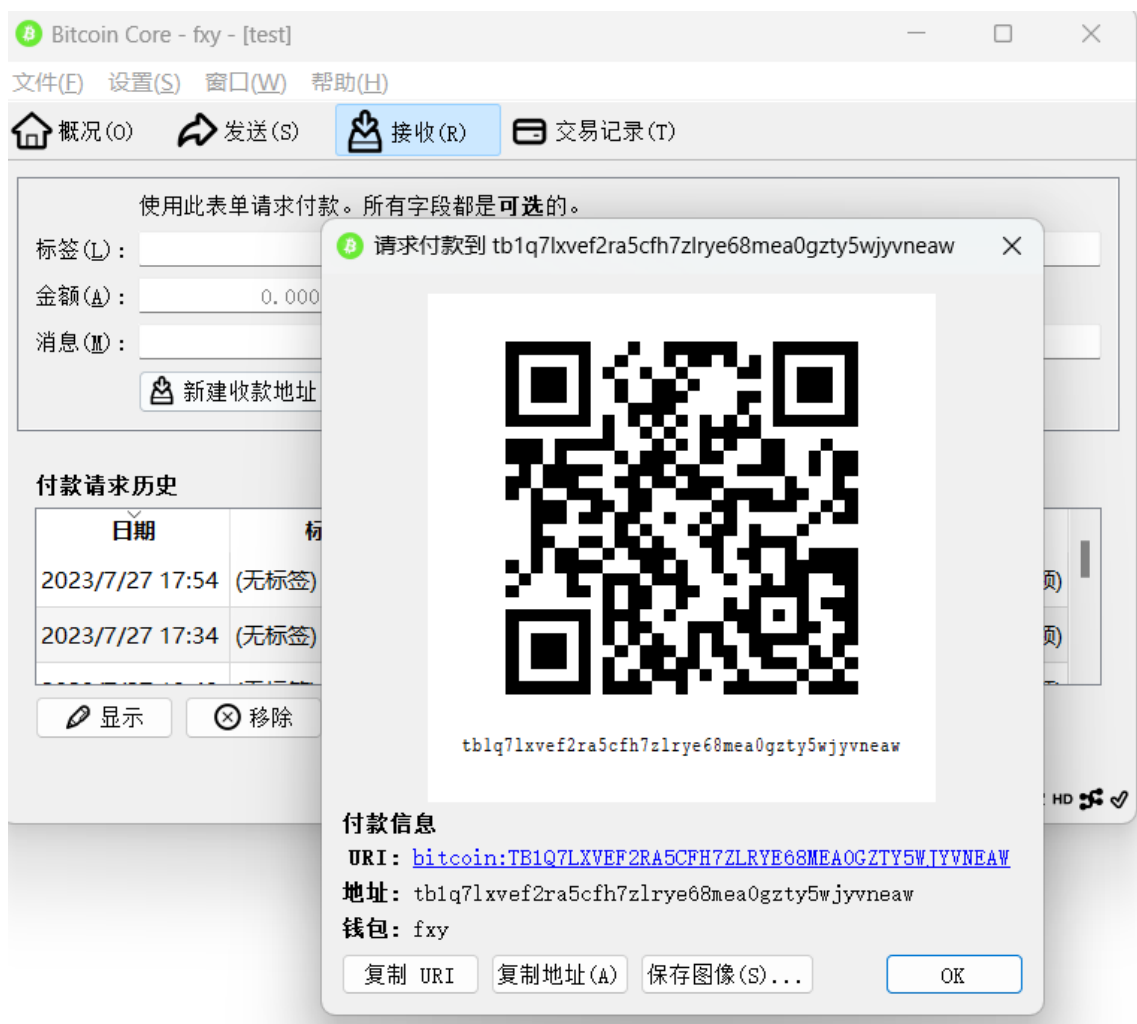 Bitcoin Core - fxy - [test]
文件(F) 设置(S) 窗口(W) 帮助(H)
概况(O) 发送(S) 接收(R) 交易记录(T)
使用此表单请求付款。所有字段都是可选的。
标签(L)：
金额(A)： 0.000
消息(M)：
新建收款地址
付款请求历史
日期 标
2023/7/27 17:54 (无标签)
2023/7/27 17:34 (无标签)
显示 移除
HD
请求付款到 tb1q7lxvef2ra5cfh7zlrye68mea0gzty5wjyvneaw
tb1q7lxvef2ra5cfh7zlrye68mea0gzty5wjyvneaw
付款信息
URI: bitcoin:TB1Q7LXVEF2RA5CFH7ZLRYE68MEA0GZTY5WJYVNEAW
地址: tb1q7lxvef2ra5cfh7zlrye68mea0gzty5wjyvneaw
钱包: fxy
复制 URI 复制地址(A) 保存图像(S)... OK